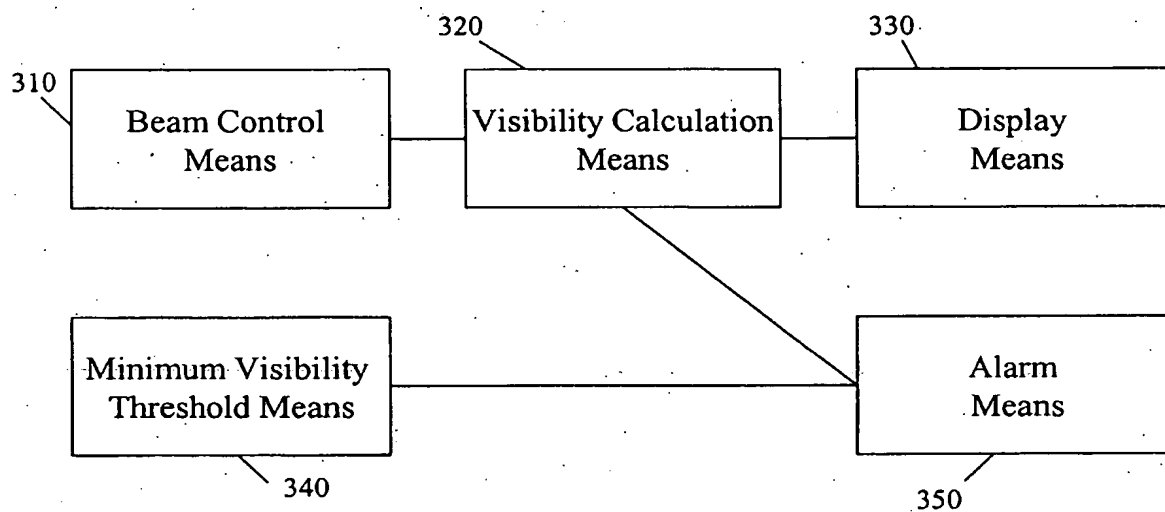 310
320
330
Beam Control
Means
Visibility Calculation
Means
Display
Means
Minimum Visibility
Threshold Means
Alarm
Means
340
350